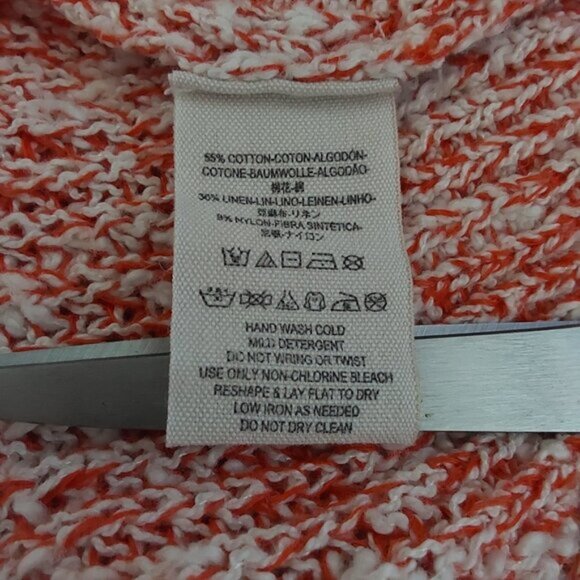 55% COTTON-COTON-ALGODÓN-
COTONE-BAUMWOLLE-ALGODÃO-
棉花-綿
36% LINEN-LIN-LINO-LEINEN-LINHO-
亞麻布-リネン
9% NYLON-FIBRA SINTÉTICA-
尼龍-ナイロン
HAND WASH COLD
MILD DETERGENT
DO NOT WRING OR TWIST
USE ONLY NON-CHLORINE BLEACH
RESHAPE & LAY FLAT TO DRY
LOW IRON AS NEEDED
DO NOT DRY CLEAN